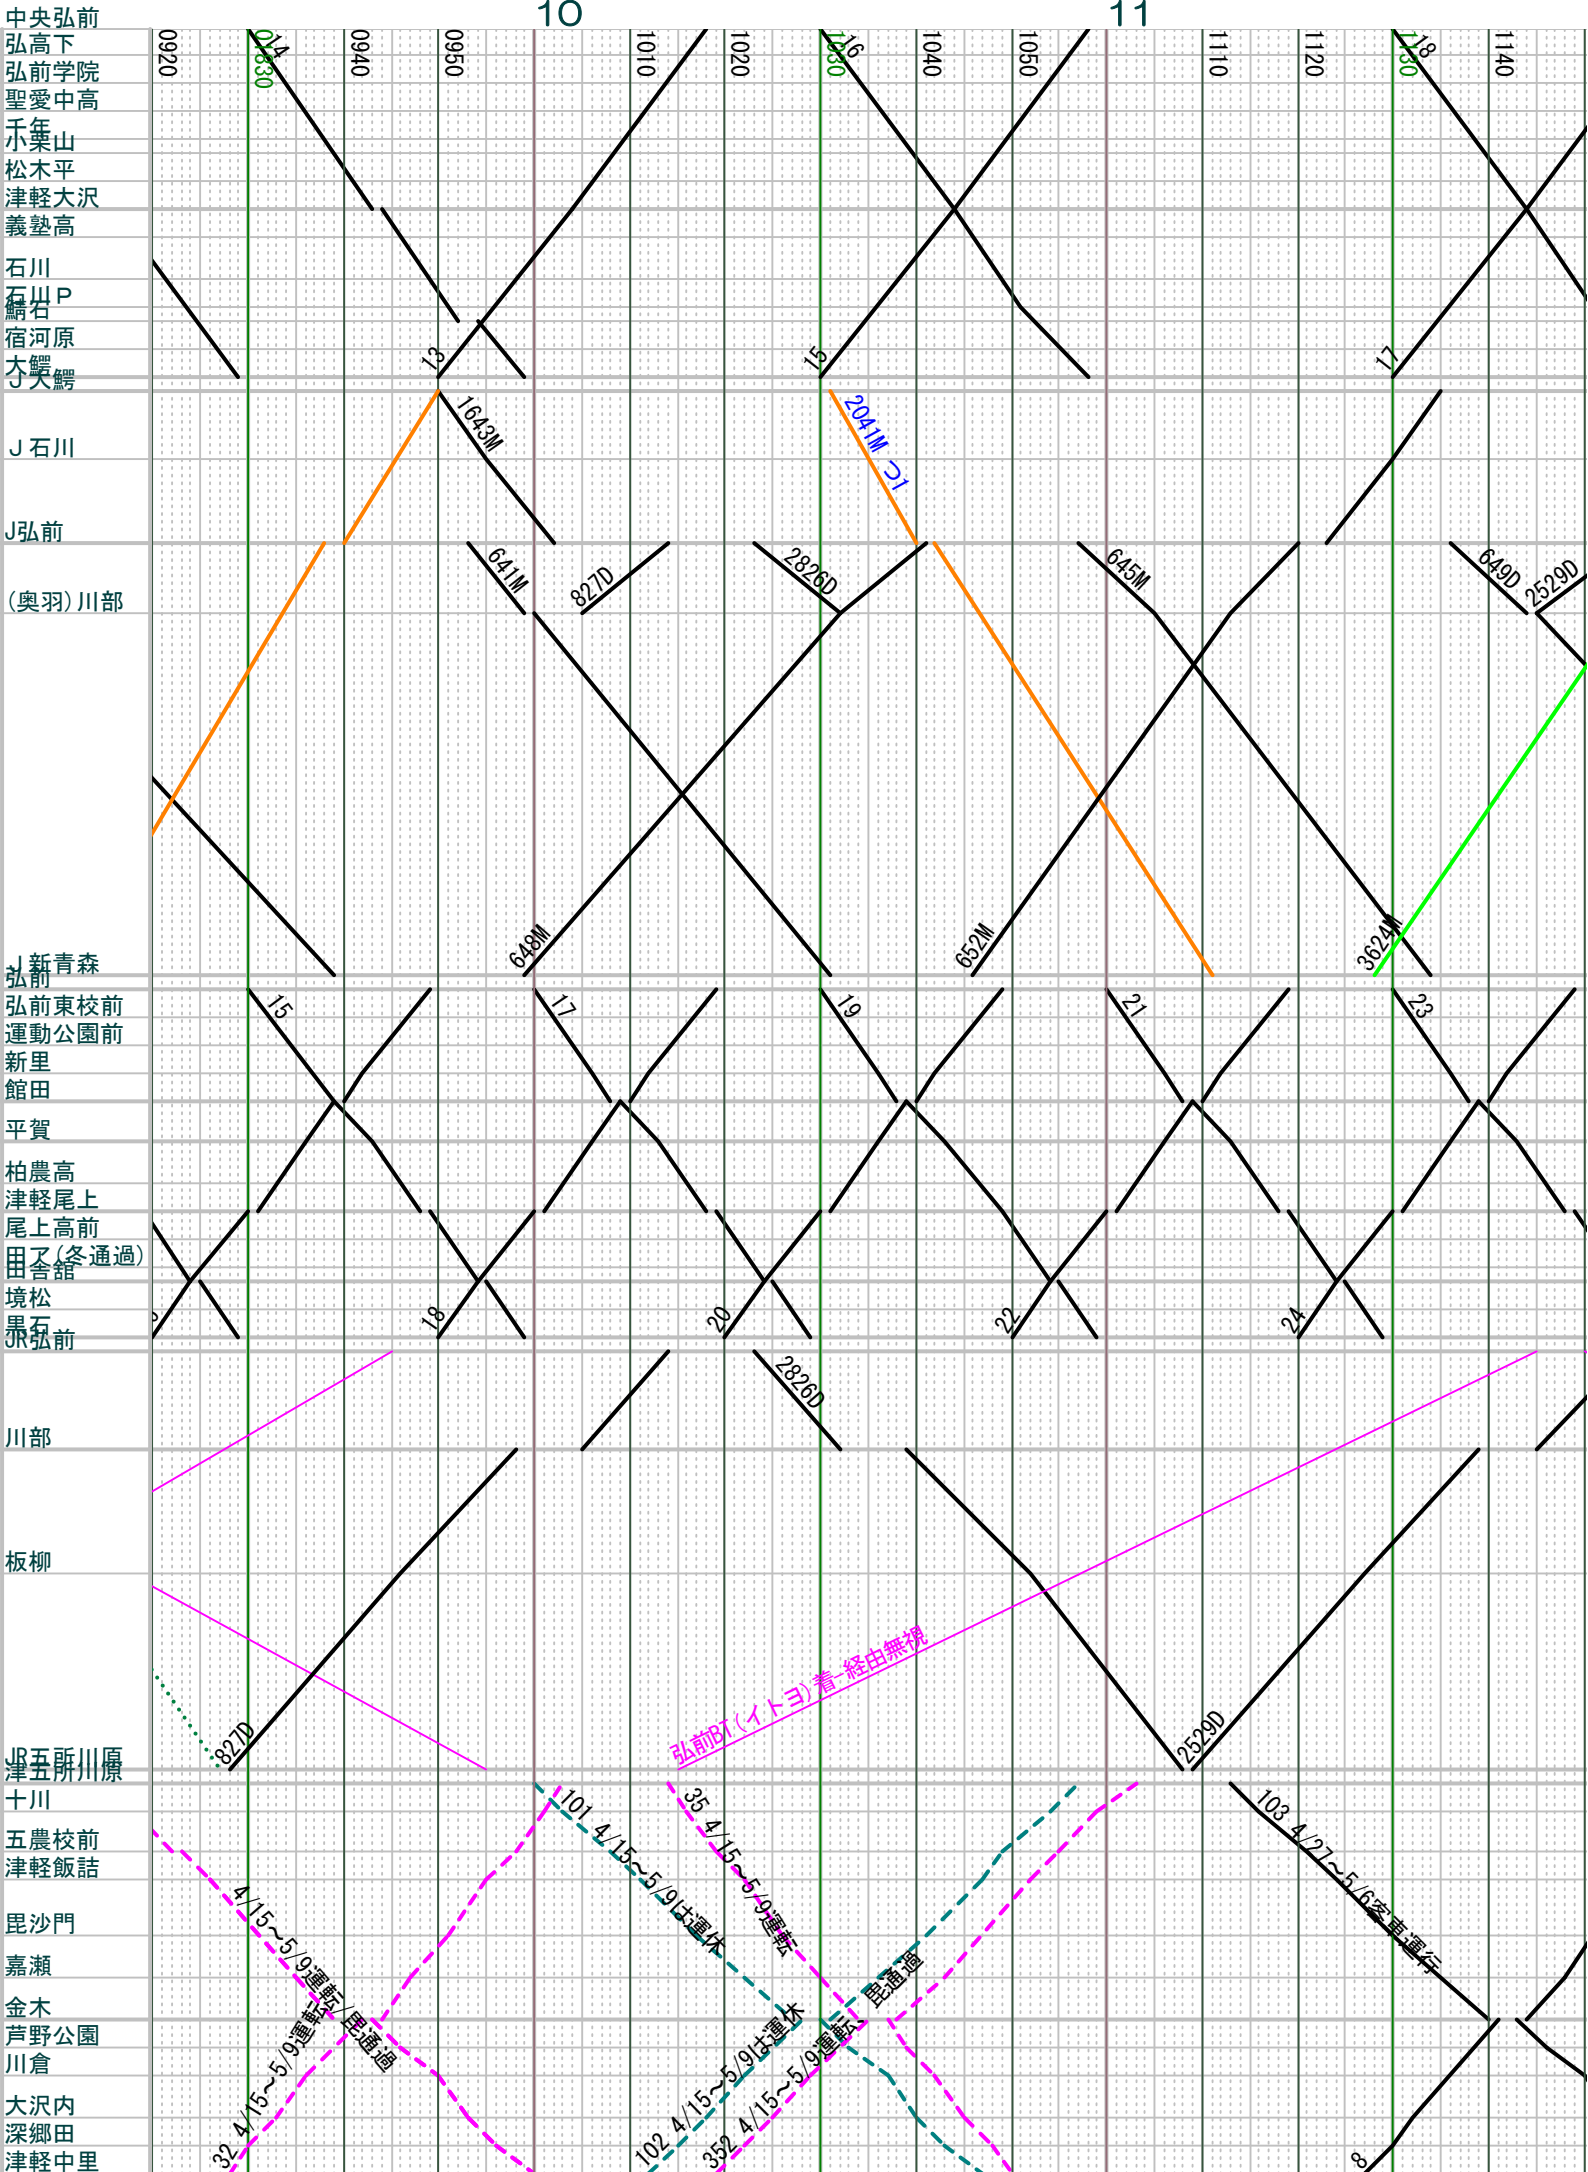 10 11
中央弘前
0920 0930 0940 0950 1010 1020 1030 1040 1050 1110 1120 1130 1140
14 16 18
弘高下
弘前学院
聖愛中高
千年
小栗山
松木平
津軽大沢
義塾高
石川
石川P
鯖石
宿河原
大鰐
13 15 17
J大鰐
1643M
2041M つ1
J石川
J弘前
641M 827D 2826D 645M 649D 2529D
(奥羽)川部
648M 652M 3624M
J新青森
弘前
15 17 19 21 23
弘前東校前
運動公園前
新里
館田
平賀
柏農高
津軽尾上
尾上高前
田んぼ(冬通過)
田舎舘
境松
黒石
18 20 22 24
JR弘前
2826D
川部
板柳
弘前BT(イトヨ)着-経由無視
827D 2529D
JR五所川原
津五所川原
十川
101 4/15~5/9は運休
35 4/15~5/9運転
103 4/27~5/6客車運行
五農校前
津軽飯詰
4/15~5/9運転/毘通過
毘沙門
嘉瀬
金木
芦野公園
川倉
大沢内
深郷田
津軽中里
32 4/15~5/9運転
102 4/15~5/9は運休
352 4/15~5/9運転、毘通過
8